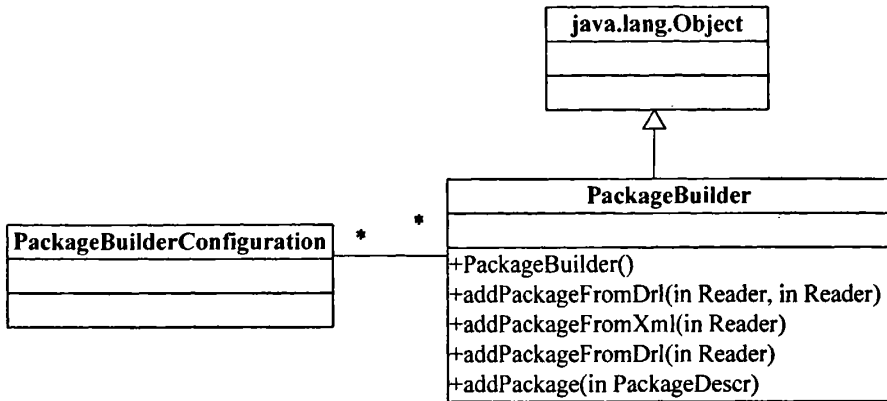 java.lang.Object
PackageBuilder
PackageBuilderConfiguration
* *
+PackageBuilder()
+addPackageFromDrl(in Reader, in Reader)
+addPackageFromXml(in Reader)
+addPackageFromDrl(in Reader)
+addPackage(in PackageDescr)